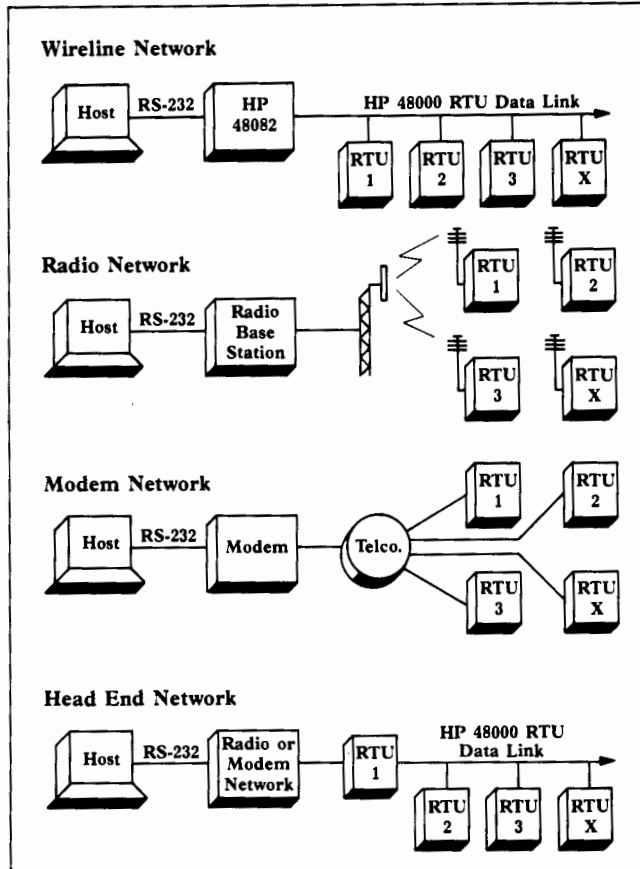 Wireline Network
Host
RS-232
HP
48082
HP 48000 RTU Data Link
RTU
1
RTU
2
RTU
3
RTU
X
Radio Network
Host
RS-232
Radio
Base
Station
RTU
1
RTU
2
RTU
3
RTU
X
Modem Network
Host
RS-232
Modem
Telco.
RTU
1
RTU
2
RTU
3
RTU
X
Head End Network
Host
RS-232
Radio or
Modem
Network
RTU
1
HP 48000 RTU
Data Link
RTU
2
RTU
3
RTU
X